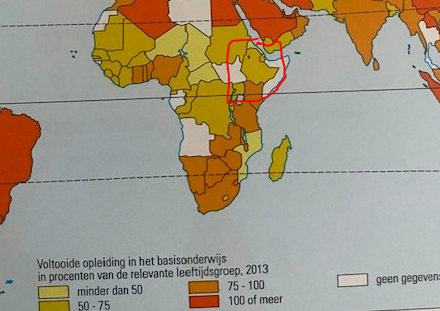 Voltooide opleiding in het basisonderwijs
in procenten van de relevante leeftijdsgroep, 2013
minder dan 50
50 - 75
75 - 100
100 of meer
geen gegevens